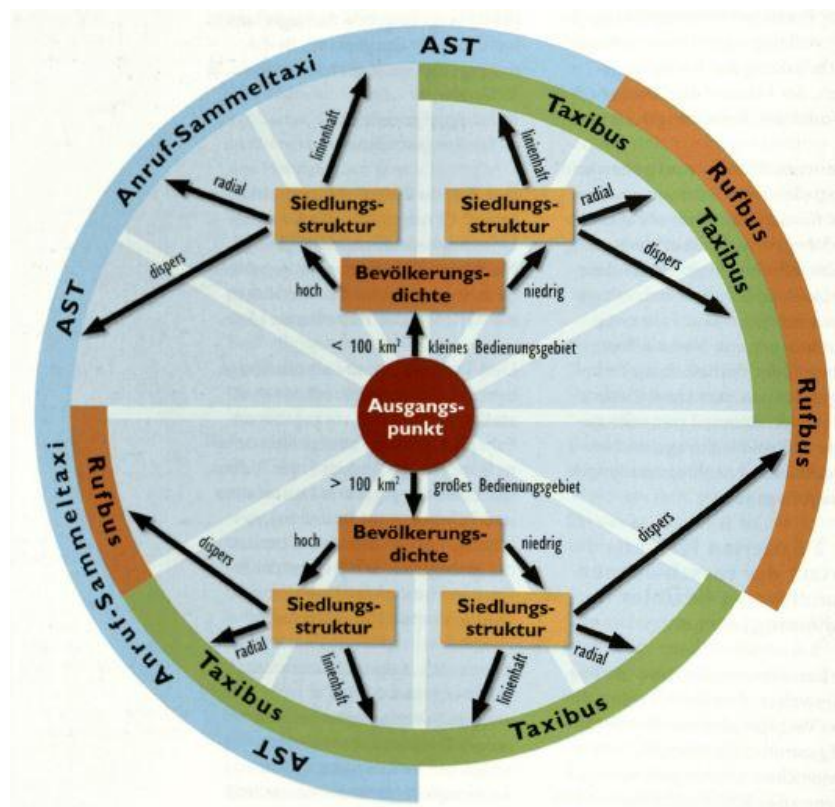 AST
Anruf-Sammeltaxi
AST
Taxibus
Rufbus
Taxibus
Rufbus
linienhaft
radial
dispers
Siedlungs-
struktur
linienhaft
radial
dispers
Siedlungs-
struktur
hoch
Bevölkerungs-
dichte
niedrig
< 100 km² kleines Bedienungsgebiet
Ausgangs-
punkt
> 100 km² großes Bedienungsgebiet
hoch
Bevölkerungs-
dichte
niedrig
dispers
Siedlungs-
struktur
radial
linienhaft
Siedlungs-
struktur
dispers
radial
linienhaft
Rufbus
Anruf-Sammeltaxi
Taxibus
AST
Taxibus